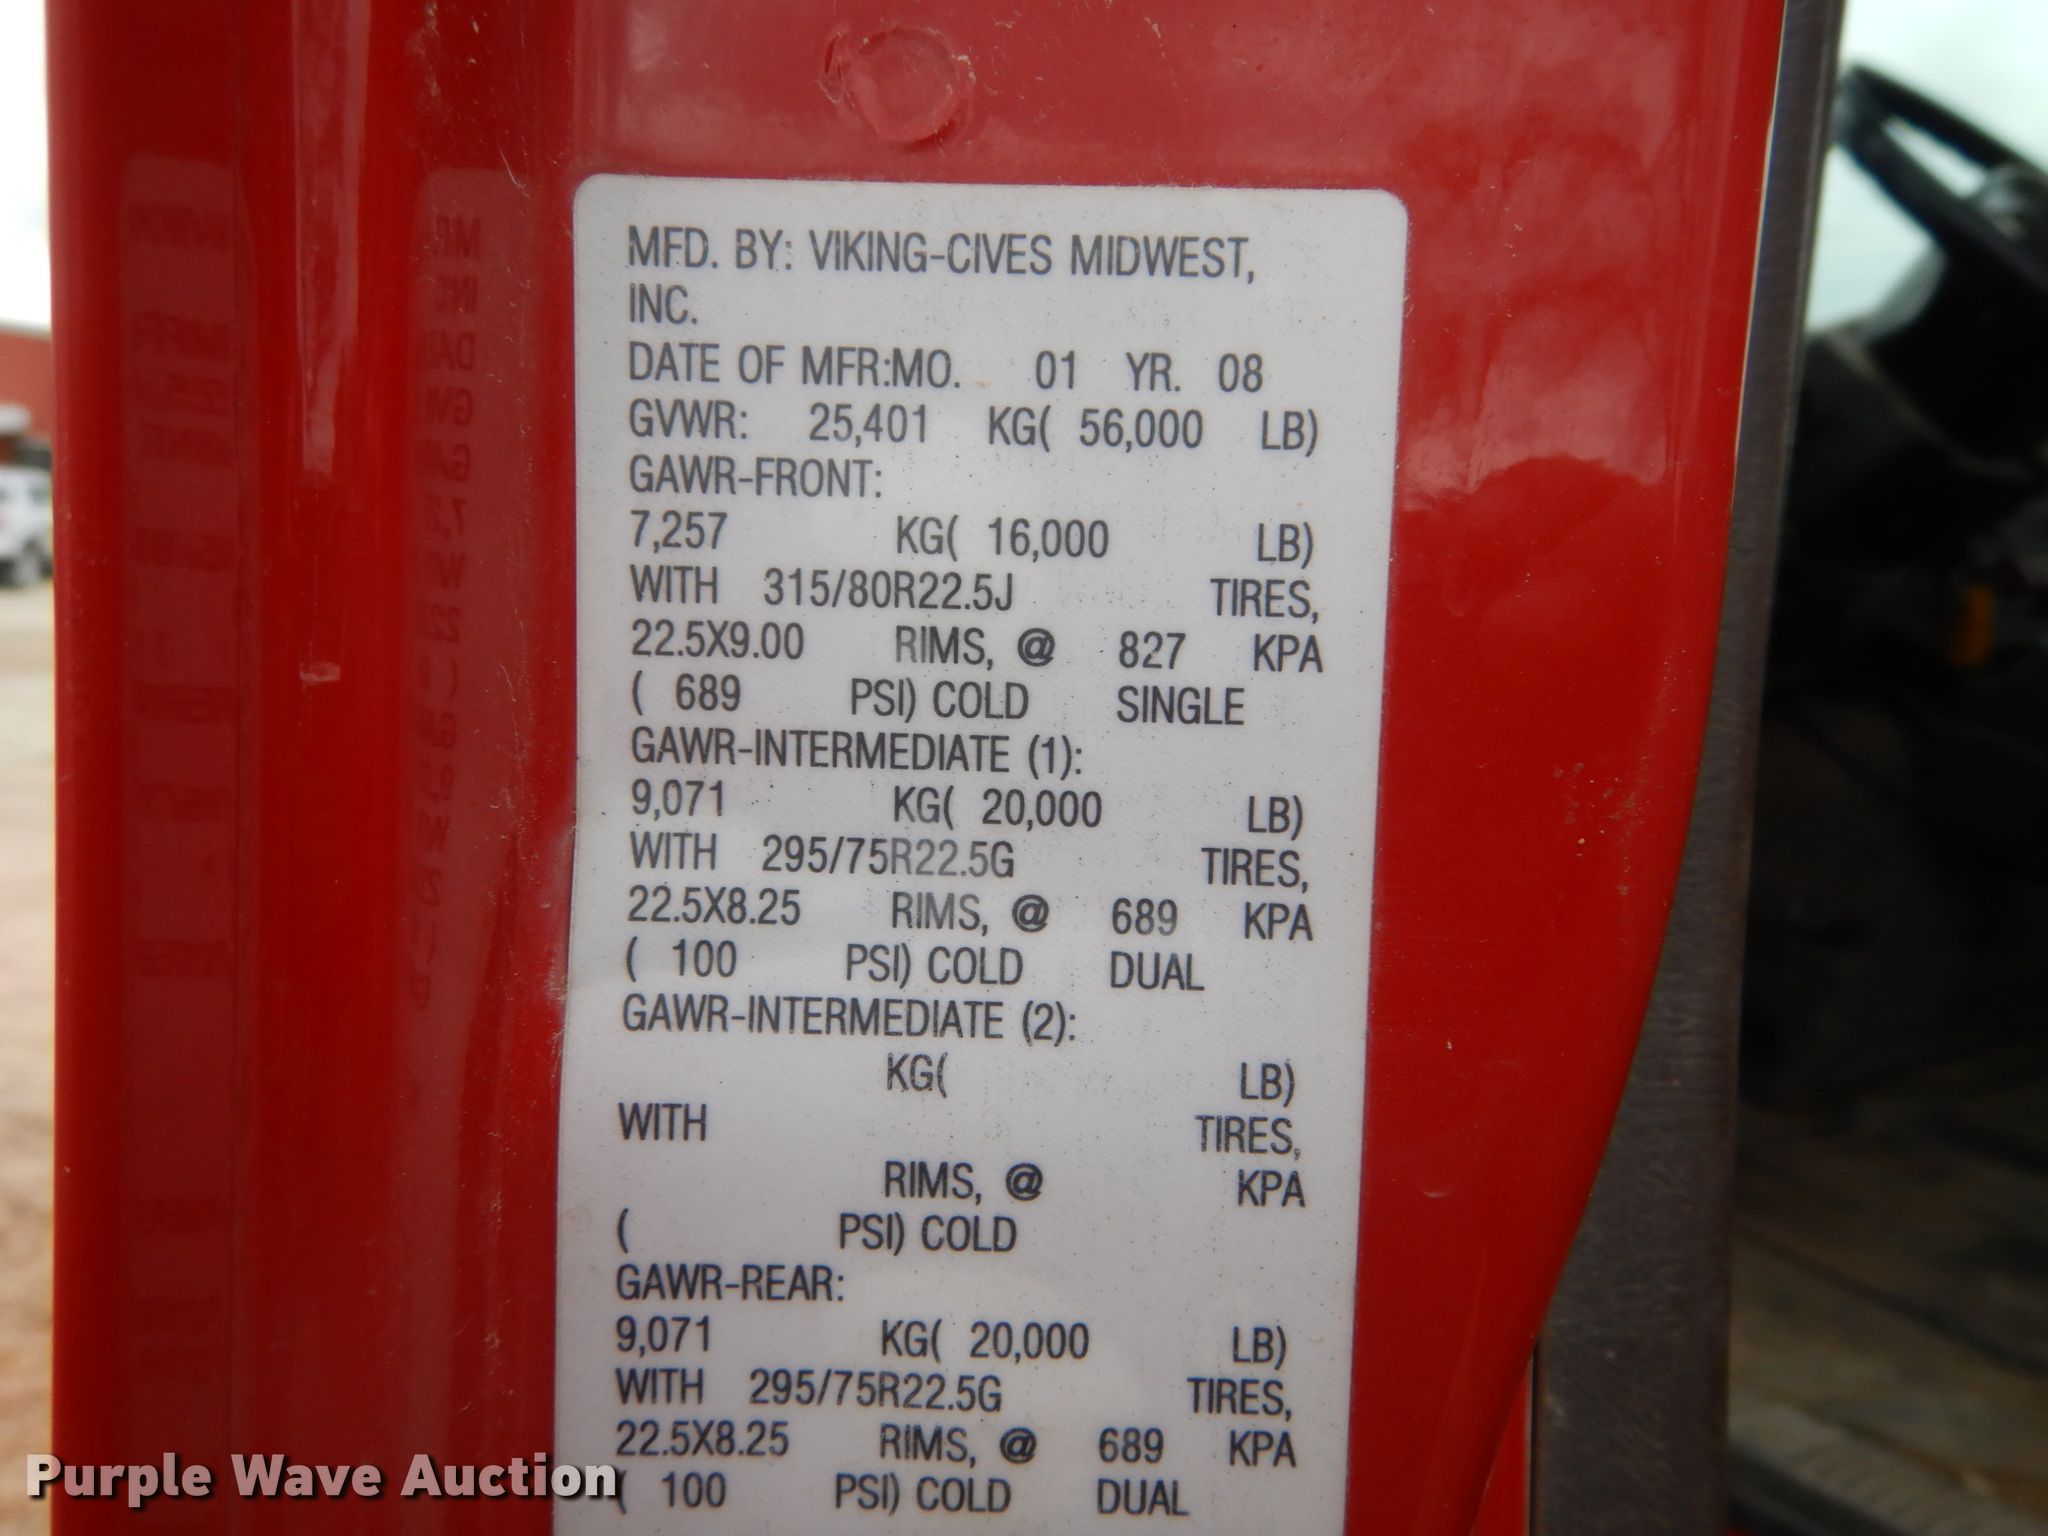 MFD. BY: VIKING-CIVES MIDWEST,
INC.
DATE OF MFR:MO. 01 YR. 08
GVWR: 25,401 KG( 56,000 LB)
GAWR-FRONT:
7,257 KG( 16,000 LB)
WITH 315/80R22.5J TIRES,
22.5X9.00 RIMS, @ 827 KPA
( 689 PSI) COLD SINGLE
GAWR-INTERMEDIATE (1):
9,071 KG( 20,000 LB)
WITH 295/75R22.5G TIRES,
22.5X8.25 RIMS, @ 689 KPA
( 100 PSI) COLD DUAL
GAWR-INTERMEDIATE (2):
KG( LB)
WITH TIRES,
RIMS, @ KPA
( PSI) COLD
GAWR-REAR:
9,071 KG( 20,000 LB)
WITH 295/75R22.5G TIRES,
22.5X8.25 RIMS, @ 689 KPA
( 100 PSI) COLD DUAL
Purple Wave Auction